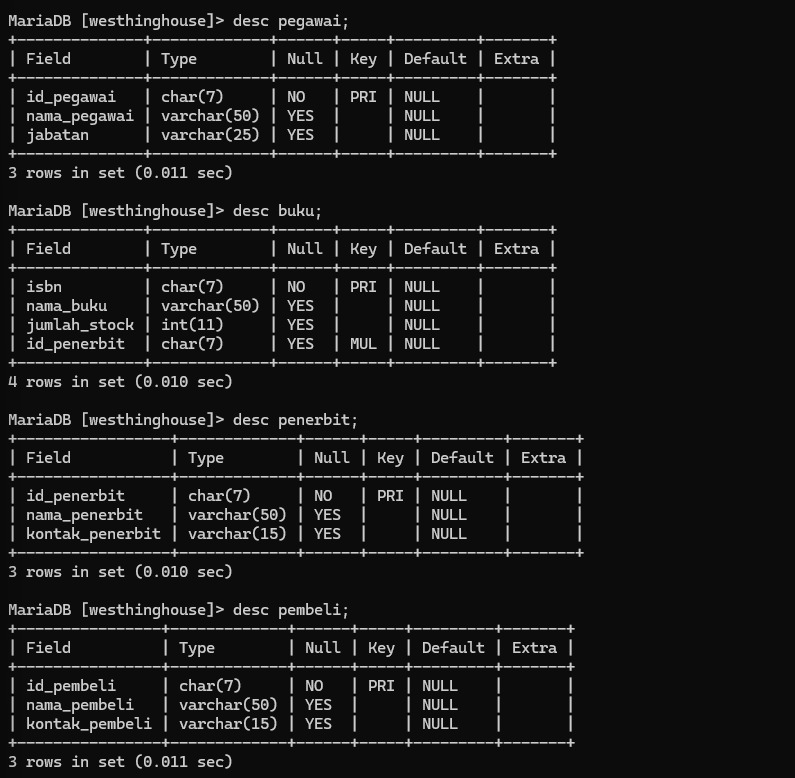 MariaDB [westhinghouse]> desc pegawai;
+---------------+-------------+------+-----+---------+-------+
| Field         | Type        | Null | Key | Default | Extra |
+---------------+-------------+------+-----+---------+-------+
| id_pegawai    | char(7)     | NO   | PRI | NULL    |       |
| nama_pegawai  | varchar(50) | YES  |     | NULL    |       |
| jabatan       | varchar(25) | YES  |     | NULL    |       |
+---------------+-------------+------+-----+---------+-------+
3 rows in set (0.011 sec)

MariaDB [westhinghouse]> desc buku;
+--------------+-------------+------+-----+---------+-------+
| Field        | Type        | Null | Key | Default | Extra |
+--------------+-------------+------+-----+---------+-------+
| isbn         | char(7)     | NO   | PRI | NULL    |       |
| nama_buku    | varchar(50) | YES  |     | NULL    |       |
| jumlah_stock | int(11)     | YES  |     | NULL    |       |
| id_penerbit  | char(7)     | YES  | MUL | NULL    |       |
+--------------+-------------+------+-----+---------+-------+
4 rows in set (0.010 sec)

MariaDB [westhinghouse]> desc penerbit;
+-----------------+-------------+------+-----+---------+-------+
| Field           | Type        | Null | Key | Default | Extra |
+-----------------+-------------+------+-----+---------+-------+
| id_penerbit     | char(7)     | NO   | PRI | NULL    |       |
| nama_penerbit   | varchar(50) | YES  |     | NULL    |       |
| kontak_penerbit | varchar(15) | YES  |     | NULL    |       |
+-----------------+-------------+------+-----+---------+-------+
3 rows in set (0.010 sec)

MariaDB [westhinghouse]> desc pembeli;
+----------------+-------------+------+-----+---------+-------+
| Field          | Type        | Null | Key | Default | Extra |
+----------------+-------------+------+-----+---------+-------+
| id_pembeli     | char(7)     | NO   | PRI | NULL    |       |
| nama_pembeli   | varchar(50) | YES  |     | NULL    |       |
| kontak_pembeli | varchar(15) | YES  |     | NULL    |       |
+----------------+-------------+------+-----+---------+-------+
3 rows in set (0.011 sec)